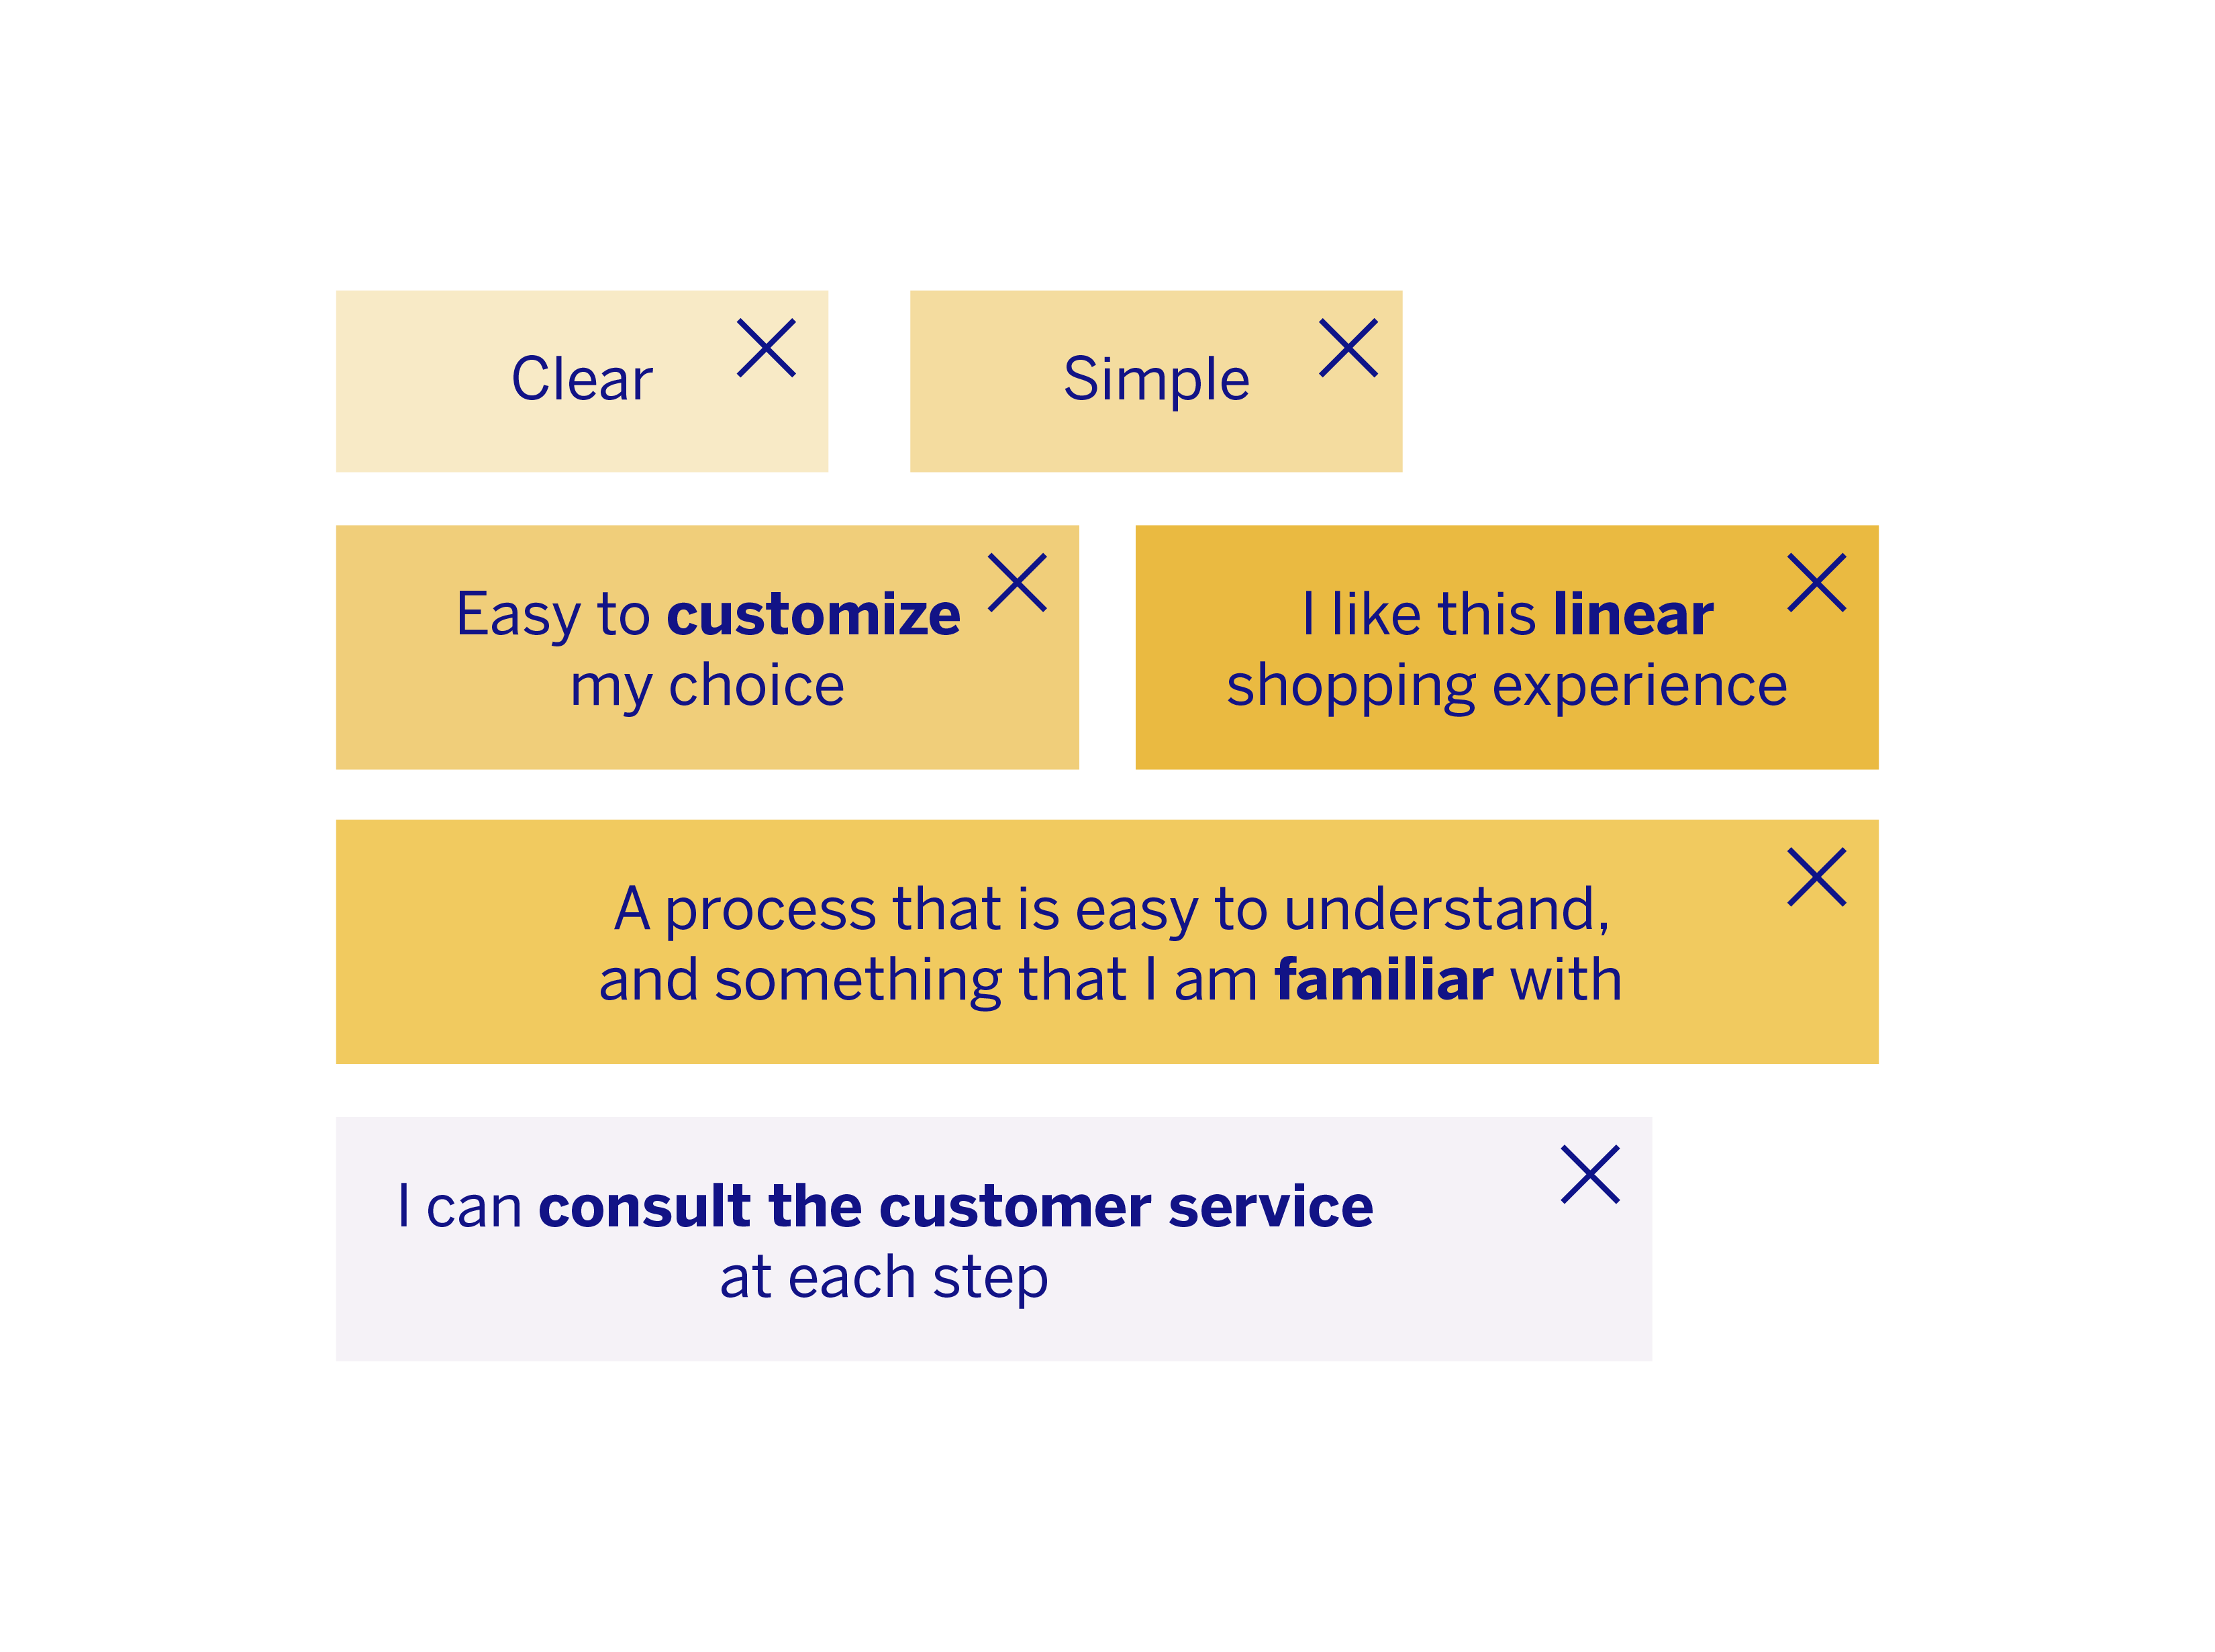 Clear
Simple
Easy to customize
my choice
I like this linear
shopping experience
A process that is easy to understand,
and something that I am familiar with
I can consult the customer service
at each step